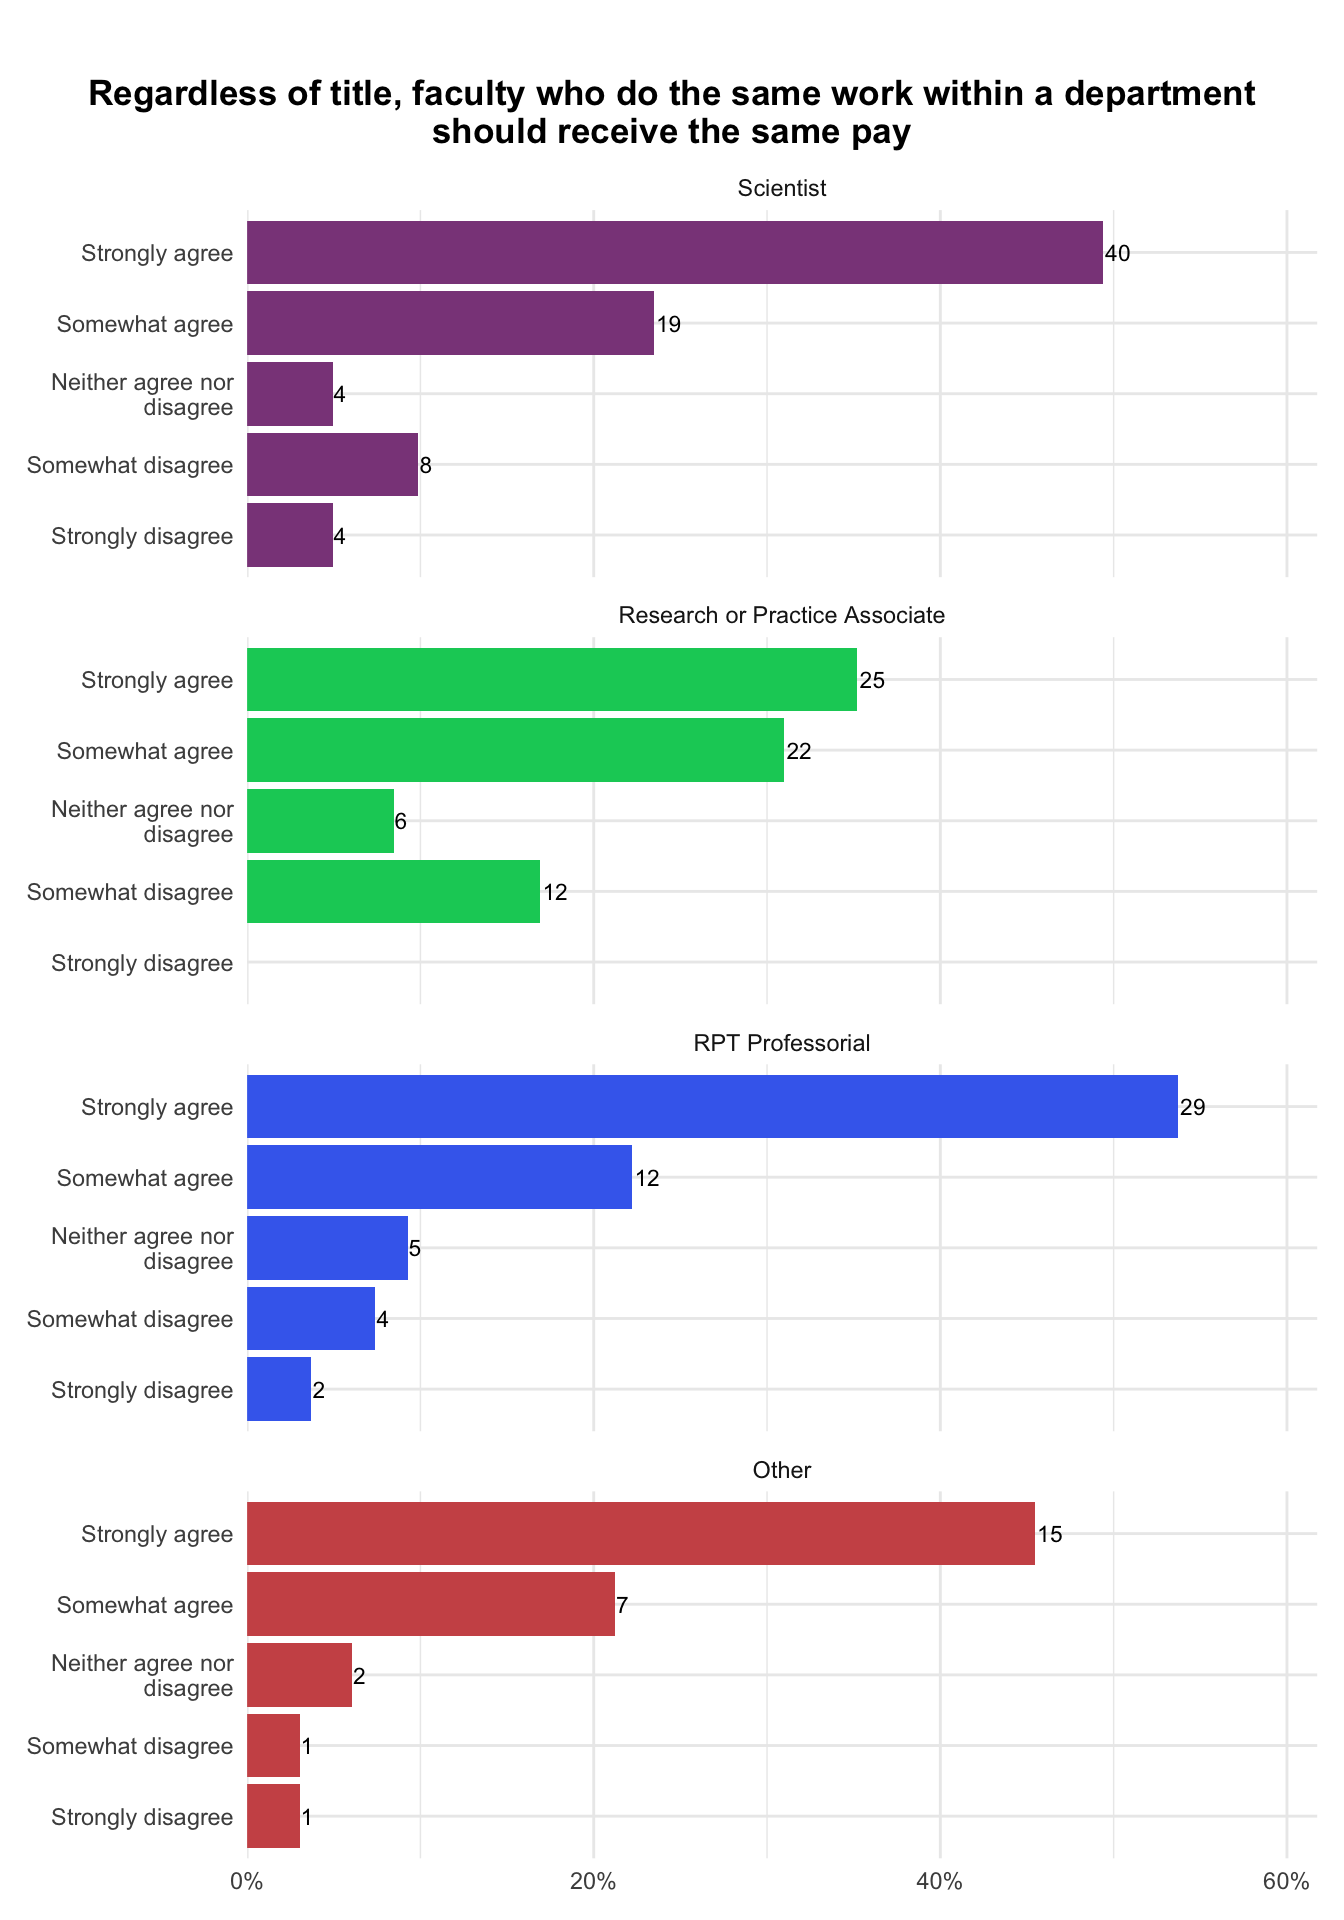 Regardless of title, faculty who do the same work within a department
should receive the same pay
Scientist
Strongly agree
40
Somewhat agree
19
Neither agree nor
disagree
4
Somewhat disagree
8
Strongly disagree
4
Research or Practice Associate
Strongly agree
25
Somewhat agree
22
Neither agree nor
disagree
6
Somewhat disagree
12
Strongly disagree
RPT Professorial
Strongly agree
29
Somewhat agree
12
Neither agree nor
disagree
5
Somewhat disagree
4
Strongly disagree
2
Other
Strongly agree
15
Somewhat agree
7
Neither agree nor
disagree
2
Somewhat disagree
1
Strongly disagree
1
0%
20%
40%
60%